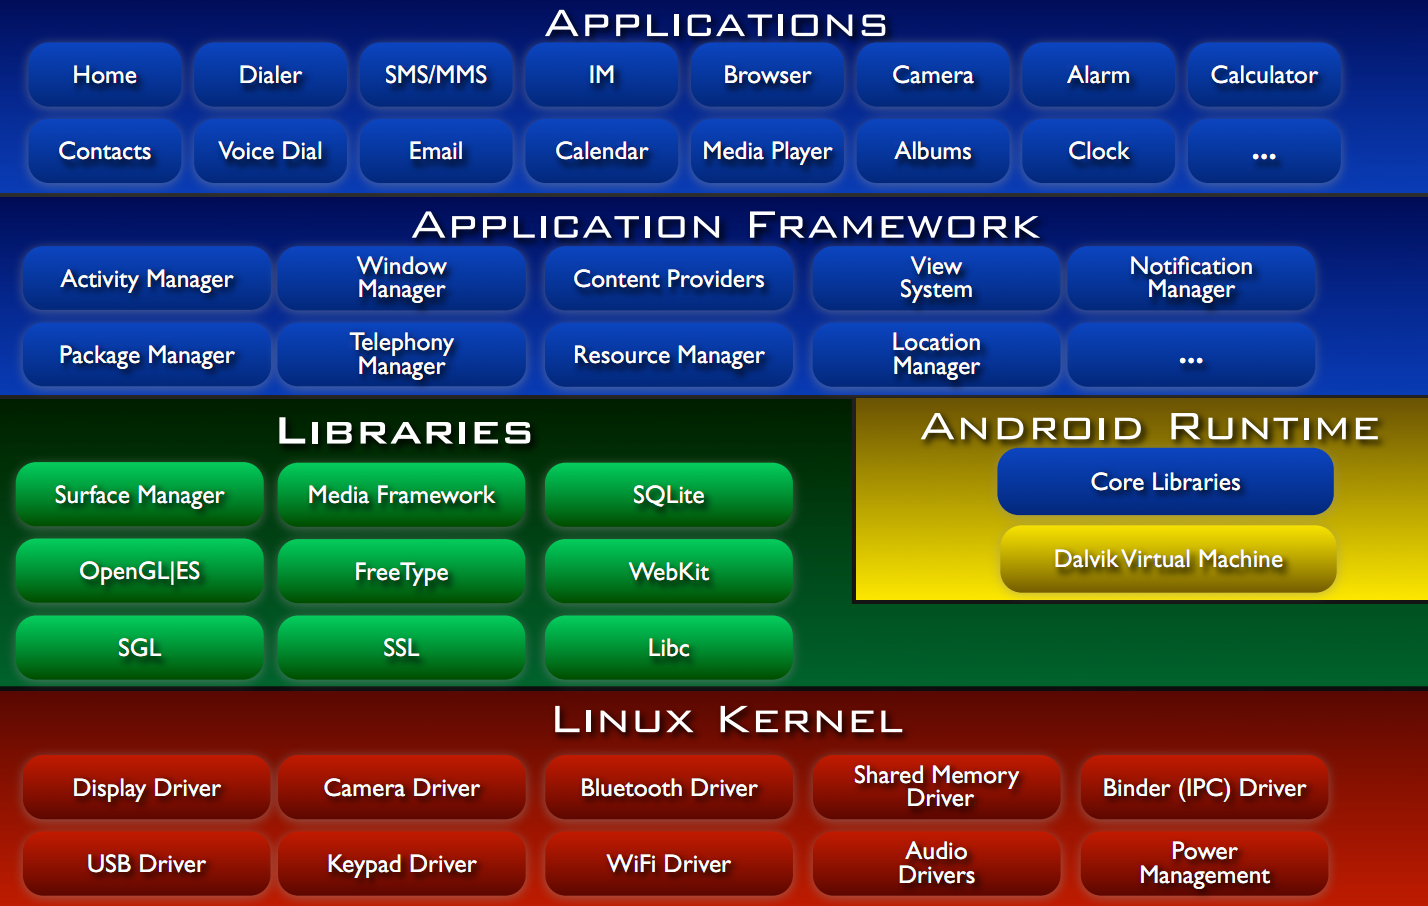 APPLICATIONS
Home
Dialer
SMS/MMS
IM
Browser
Camera
Alarm
Calculator
Contacts
Voice Dial
Email
Calendar
Media Player
Albums
Clock
...
APPLICATION FRAMEWORK
Activity Manager
Window
Manager
Content Providers
View
System
Notification
Manager
Package Manager
Telephony
Manager
Resource Manager
Location
Manager
...
LIBRARIES
Surface Manager
Media Framework
SQLite
OpenGL|ES
FreeType
WebKit
SGL
SSL
Libc
ANDROID RUNTIME
Core Libraries
Dalvik Virtual Machine
LINUX KERNEL
Display Driver
Camera Driver
Bluetooth Driver
Shared Memory
Driver
Binder (IPC) Driver
USB Driver
Keypad Driver
WiFi Driver
Audio
Drivers
Power
Management